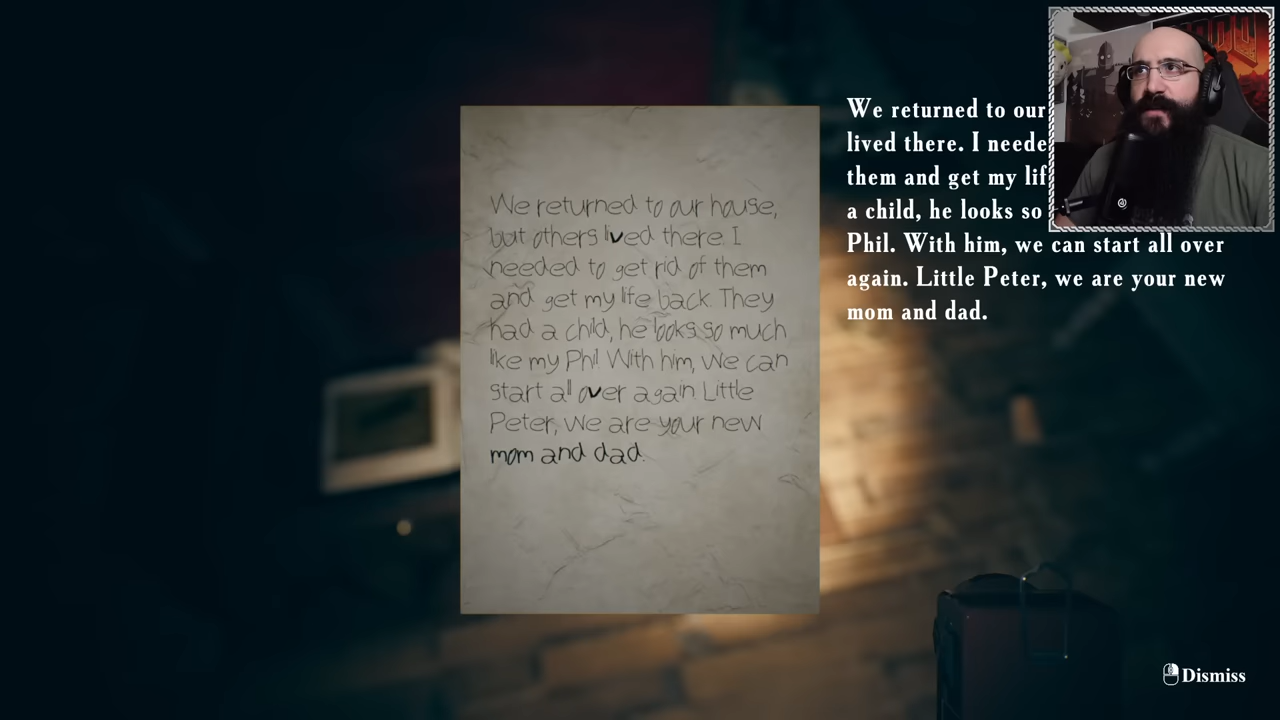 We returned to our house,
but others lived there. I
needed to get rid of them
and get my life back. They
had a child, he looks so much
like my Phil. With him, we can
start all over again. Little
Peter, we are your new
mom and dad.
We returned to our
lived there. I neede
them and get my lif
a child, he looks so
Phil. With him, we can start all over
again. Little Peter, we are your new
mom and dad.
Dismiss